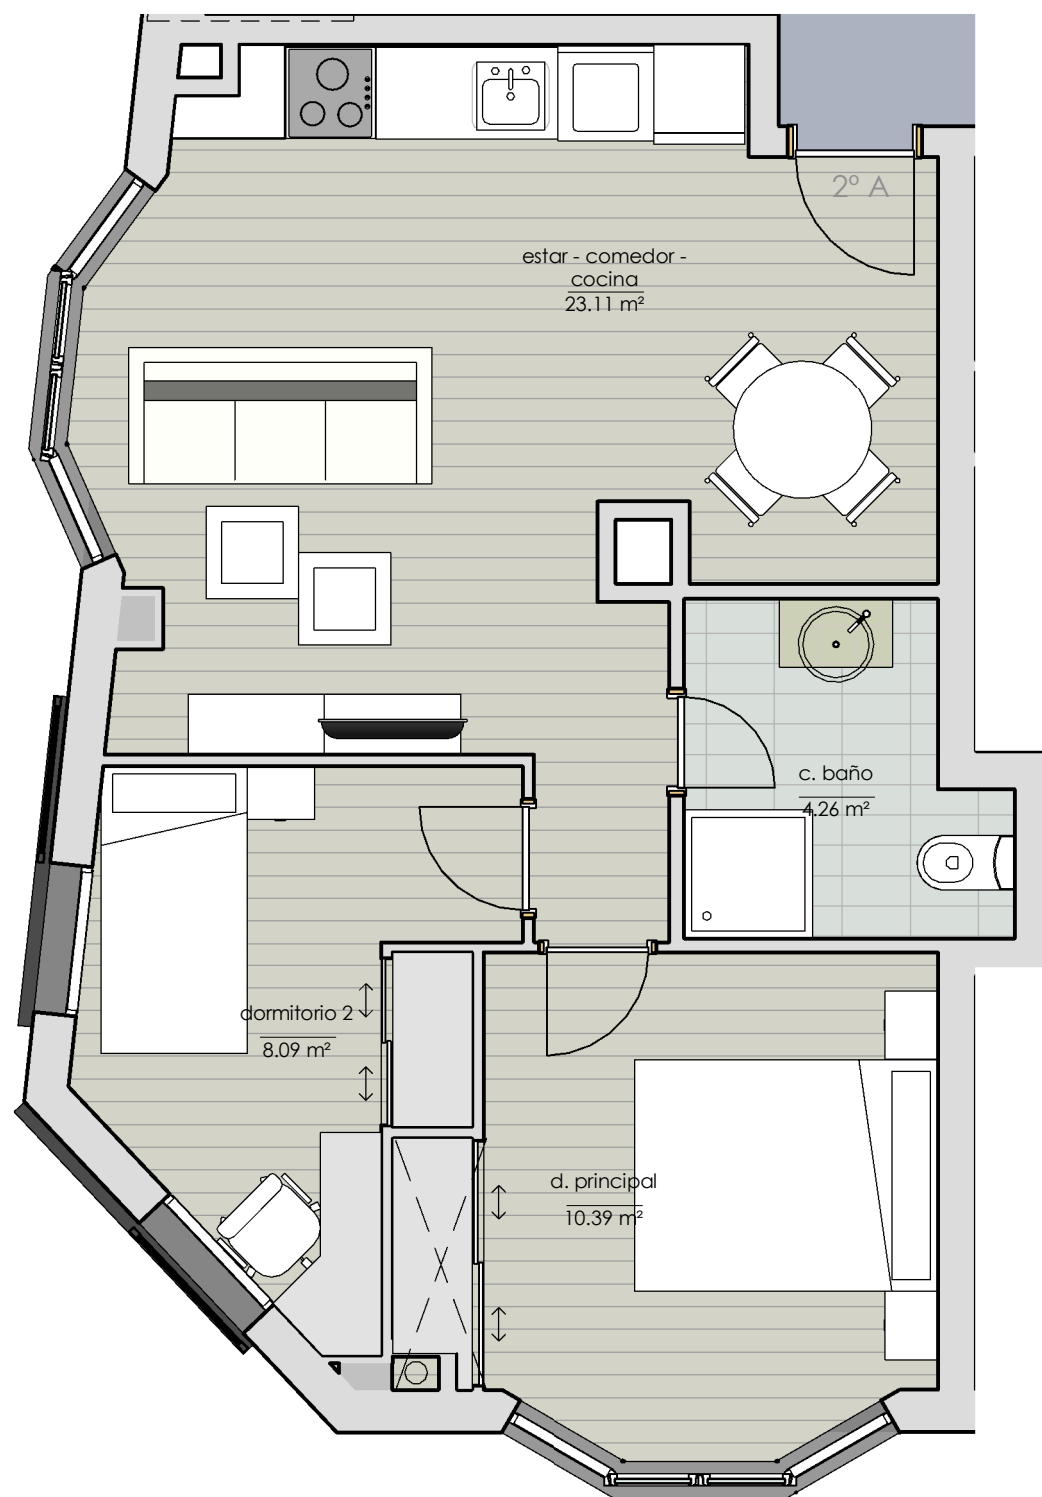 2º A
estar - comedor -
cocina
23.11 m²
c. baño
4.26 m²
dormitorio 2
8.09 m²
d. principal
10.39 m²